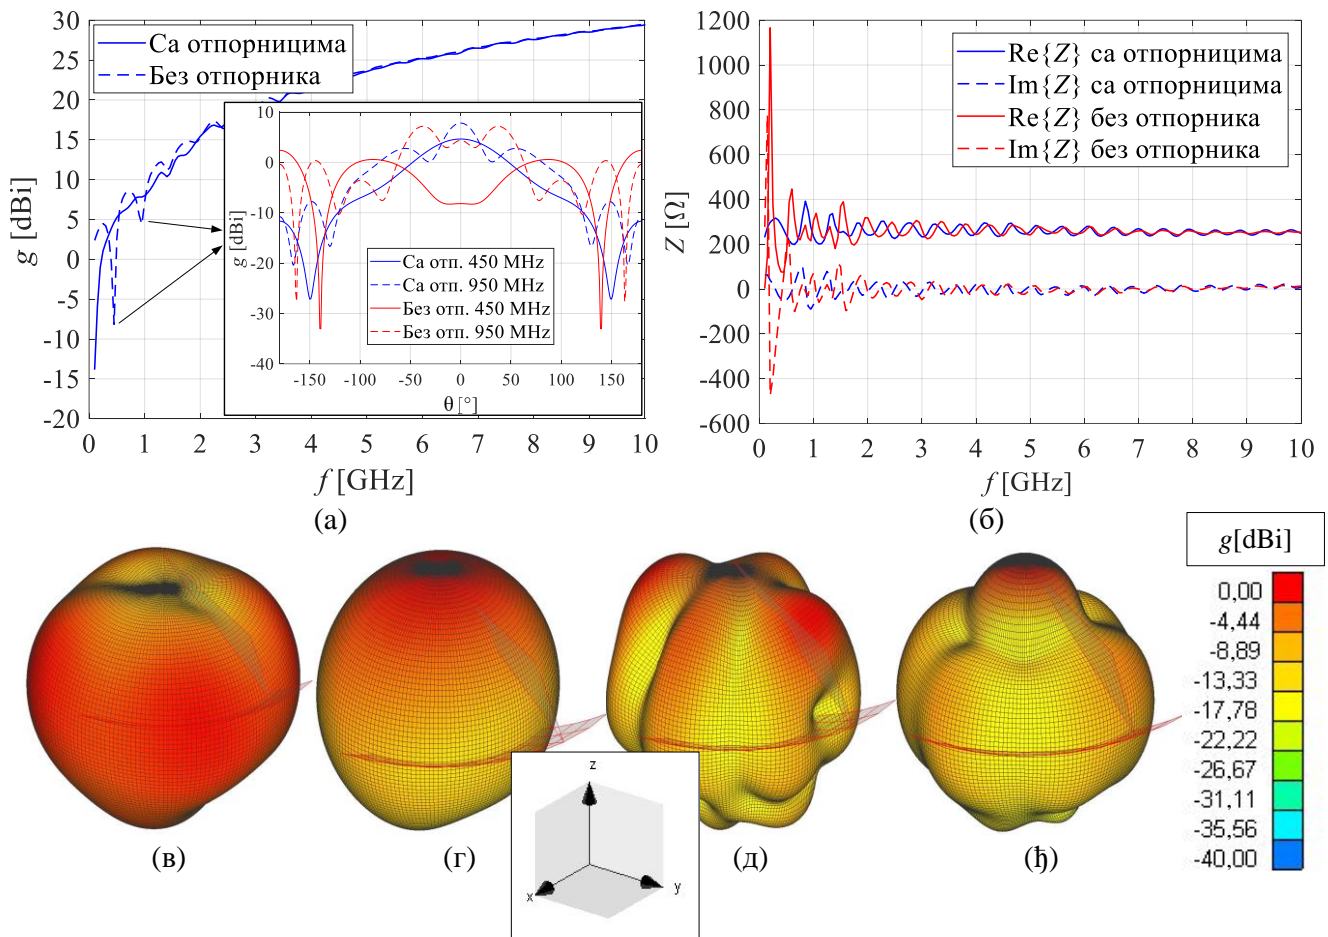 30
25
20
15
10
5
0
-5
-10
-15
-20
g [dBi]
Са отпорницима
Без отпорника
0 1 2 3 4 5 6 7 8 9 10
f [GHz]
10
0
-10
-20
-30
-40
g [dBi]
Са отп. 450 MHz
Са отп. 950 MHz
Без отп. 450 MHz
Без отп. 950 MHz
-150 -100 -50 0 50 100 150
θ [°]
(а)
1200
1000
800
600
400
200
0
-200
-400
-600
Z [Ω]
Re{Z} са отпорницима
Im{Z} са отпорницима
Re{Z} без отпорника
Im{Z} без отпорника
0 1 2 3 4 5 6 7 8 9 10
f [GHz]
(б)
g[dBi]
0,00
-4,44
-8,89
-13,33
-17,78
-22,22
-26,67
-31,11
-35,56
-40,00
z
x
y
(в)
(г)
(д)
(ђ)